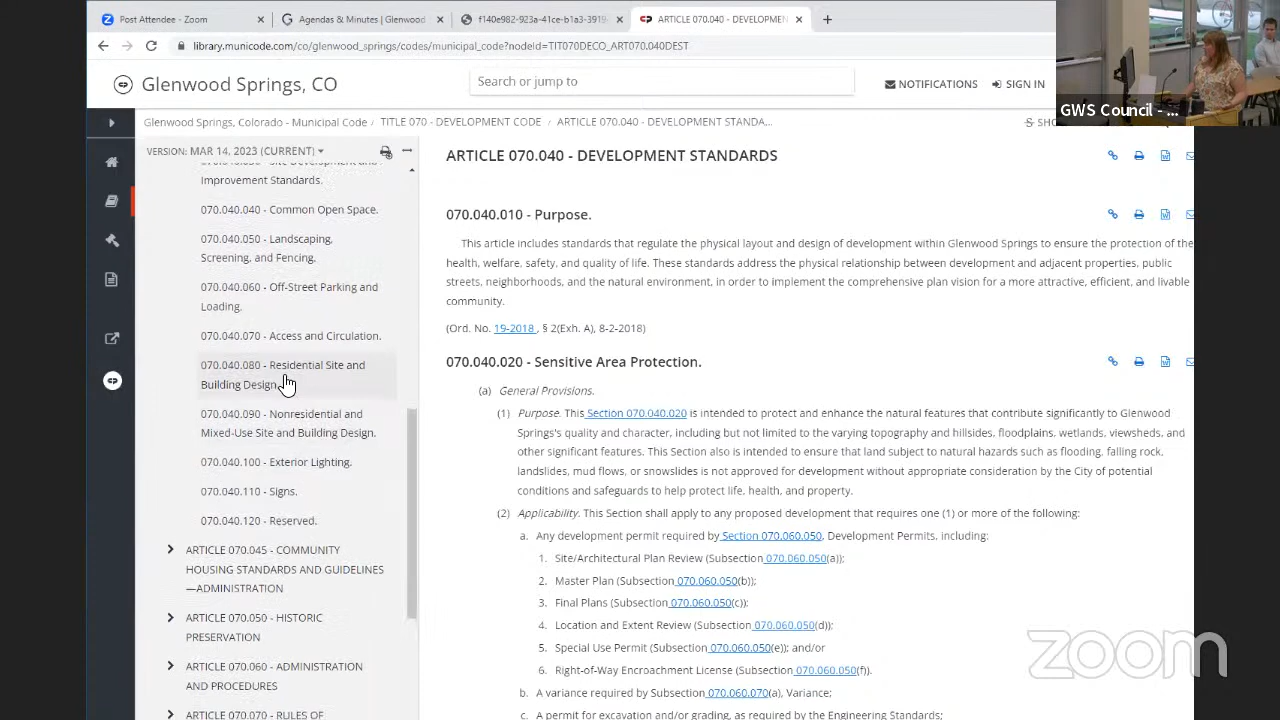 Post Attendee - Zoom
Agendas & Minutes | Glenwood
f140e982-923a-41ce-b1a3-3919
ARTICLE 070.040 - DEVELOPMEN
library.municode.com/co/glenwood_springs/codes/municipal_code?nodeId=TIT070DECO_ART070.040DEST
Glenwood Springs, CO
Search or jump to
NOTIFICATIONS
SIGN IN
GWS Council - ...
Glenwood Springs, Colorado - Municipal Code /
DEVELOPMENT CODE / ARTICLE 070.040 - DEVELOPMENT STANDA...
VERSION: MAR 14, 2023 (CURRENT)
Improvement Standards.
070.040.040 - Common Open Space.
070.040.050 - Landscaping,
Screening, and Fencing.
070.040.060 - Off-Street Parking and
Loading.
070.040.070 - Access and Circulation.
070.040.080 - Residential Site and
Building Design.
070.040.090 - Nonresidential and
Mixed-Use Site and Building Design.
070.040.100 - Exterior Lighting.
070.040.110 - Signs.
070.040.120 - Reserved.
ARTICLE 070.045 - COMMUNITY
HOUSING STANDARDS AND GUIDELINES
—ADMINISTRATION
ARTICLE 070.050 - HISTORIC
PRESERVATION
ARTICLE 070.060 - ADMINISTRATION
AND PROCEDURES
ARTICLE 070.070 - RULES OF
ARTICLE 070.040 - DEVELOPMENT STANDARDS
070.040.010 - Purpose.
This article includes standards that regulate the physical layout and design of development within Glenwood Springs to ensure the protection of the
health, welfare, safety, and quality of life. These standards address the physical relationship between development and adjacent properties, public
streets, neighborhoods, and the natural environment, in order to implement the comprehensive plan vision for a more attractive, efficient, and livable
community.
(Ord. No. 19-2018 , § 2(Exh. A), 8-2-2018)
070.040.020 - Sensitive Area Protection.
(a) General Provisions.
(1) Purpose. This Section 070.040.020 is intended to protect and enhance the natural features that contribute significantly to Glenwood
Springs's quality and character, including but not limited to the varying topography and hillsides, floodplains, wetlands, viewsheds, and
other significant features. This Section also is intended to ensure that land subject to natural hazards such as flooding, falling rock,
landslides, mud flows, or snowslides is not approved for development without appropriate consideration by the City of potential
conditions and safeguards to help protect life, health, and property.
(2) Applicability. This Section shall apply to any proposed development that requires one (1) or more of the following:
a. Any development permit required by Section 070.060.050, Development Permits, including:
1. Site/Architectural Plan Review (Subsection 070.060.050(a));
2. Master Plan (Subsection 070.060.050(b));
3. Final Plans (Subsection 070.060.050(c));
4. Location and Extent Review (Subsection 070.060.050(d));
5. Special Use Permit (Subsection 070.060.050(e)); and/or
6. Right-of-Way Encroachment License (Subsection 070.060.050(f)).
b. A variance required by Subsection 070.060.070(a), Variance;
c. A permit for excavation and/or grading, as required by the Engineering Standards;
zoom